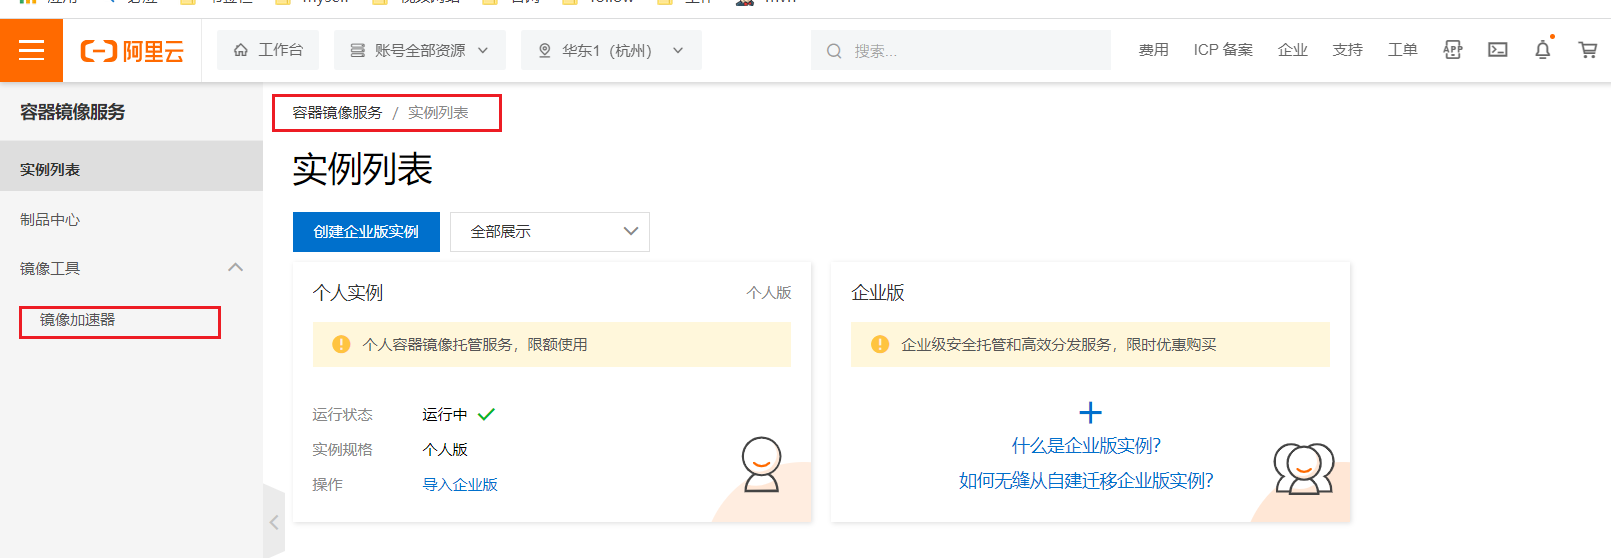 阿里云 工作台 账号全部资源 华东1（杭州） 搜索... 费用 ICP 备案 企业 支持 工单
容器镜像服务
实例列表
制品中心
镜像工具
镜像加速器
容器镜像服务 / 实例列表
实例列表
创建企业版实例 全部展示
个人实例 个人版
个人容器镜像托管服务，限额使用
运行状态 运行中
实例规格 个人版
操作 导入企业版
企业版
企业级安全托管和高效分发服务，限时优惠购买
什么是企业版实例？
如何无缝从自建迁移企业版实例？